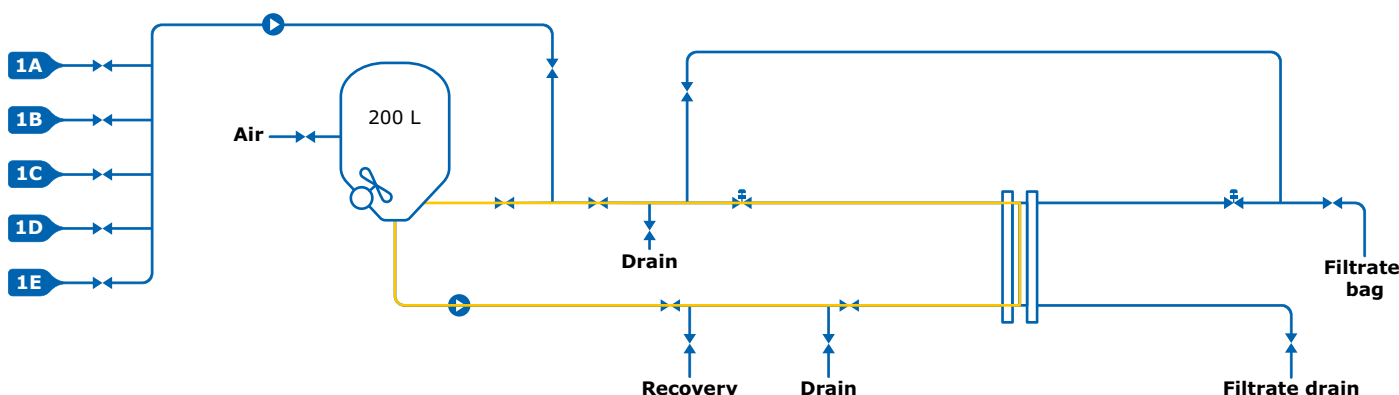 1A
200 L
1B
Air
1C
1D
Drain
Filtrate
bag
1E
Recovery
Drain
Filtrate drain